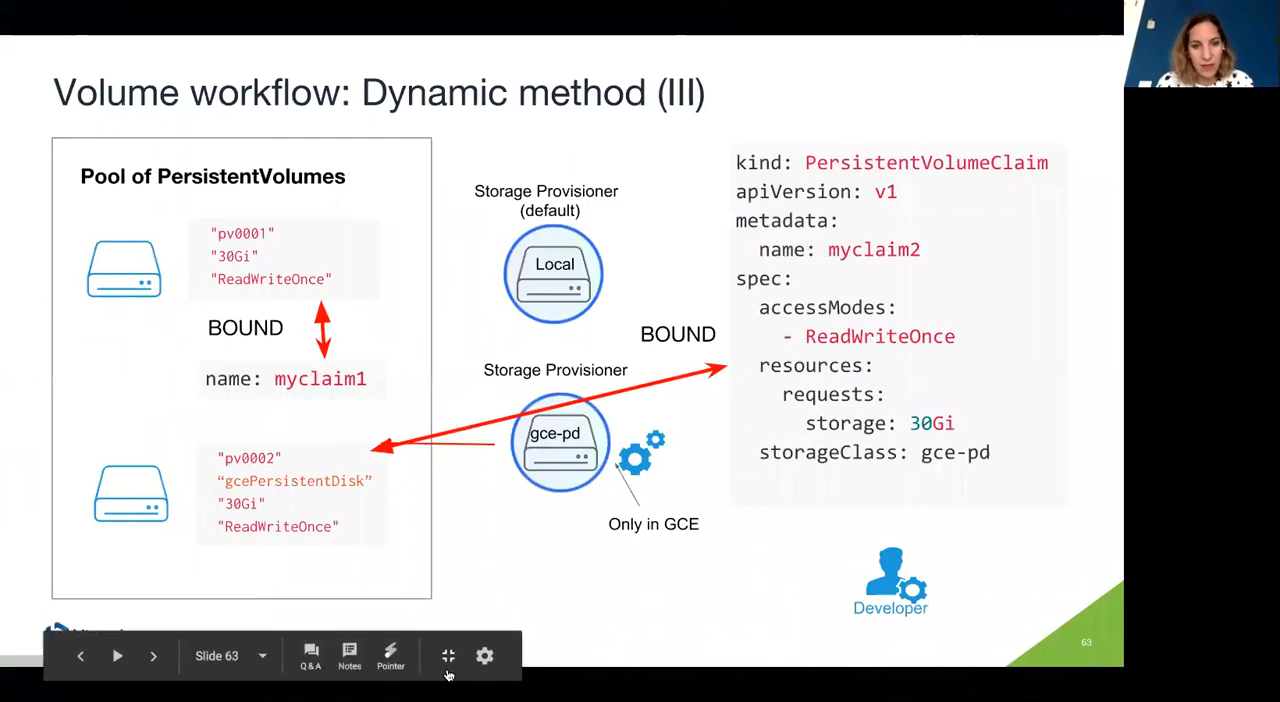 Volume workflow: Dynamic method (III)
Pool of PersistentVolumes
"pv0001"
"30Gi"
"ReadWriteOnce"
BOUND
name: myclaim1
"pv0002"
“gcePersistentDisk”
"30Gi"
"ReadWriteOnce"
Storage Provisioner
(default)
Local
BOUND
Storage Provisioner
gce-pd
Only in GCE
kind: PersistentVolumeClaim
apiVersion: v1
metadata:
name: myclaim2
spec:
accessModes:
- ReadWriteOnce
resources:
requests:
storage: 30Gi
storageClass: gce-pd
Developer
63
Slide 63
Q & A
Notes
Pointer